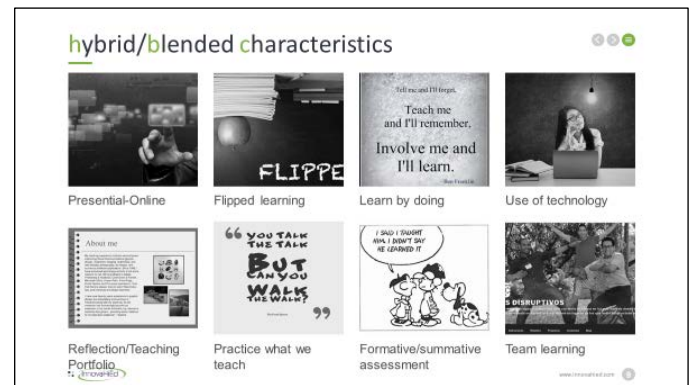 hybrid/blended characteristics
Tell me and I'll forget,
Teach me
and I'll remember,
Involve me and
I'll learn.
FLIPPE
Presential-Online
Flipped learning
Learn by doing
Use of technology
About me
“ YOU TALK
THE TALK
BUT
CAN YOU
WALK
THE WALK?
”
I SAID I TAUGHT
HIM, I DIDN'T SAY
HE LEARNED IT
S DISRUPTIVOS
Reflection/Teaching
Portfolio
Practice what we
teach
Formative/summative
assessment
Team learning